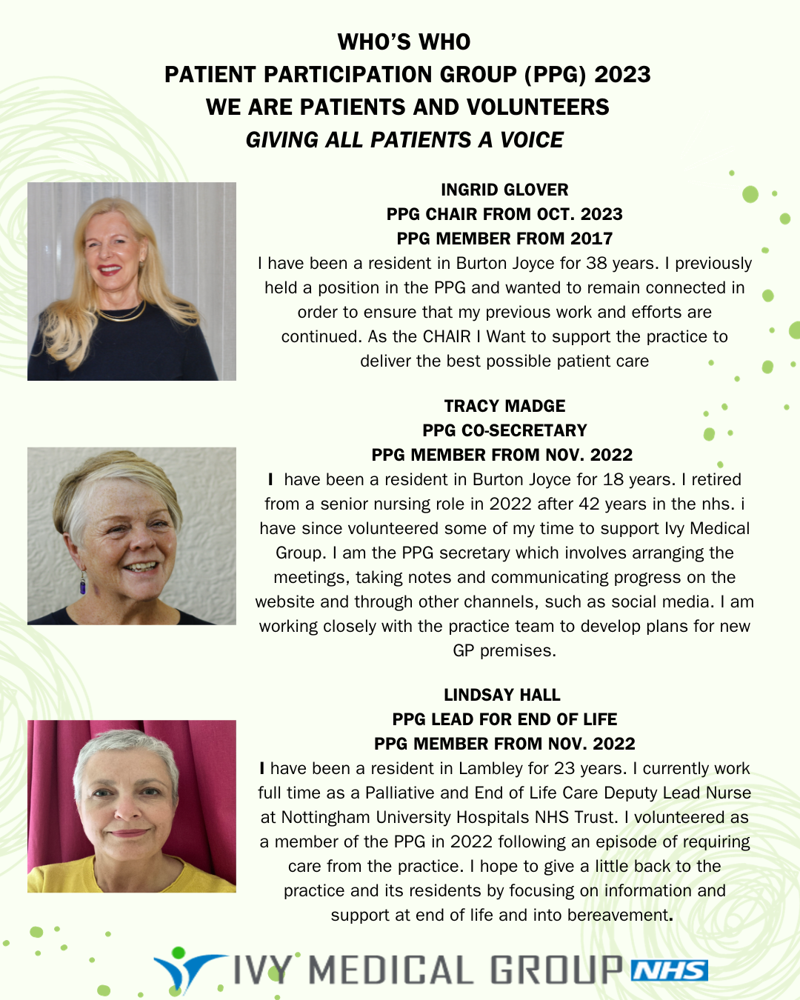 WHO’S WHO
PATIENT PARTICIPATION GROUP (PPG) 2023
WE ARE PATIENTS AND VOLUNTEERS
GIVING ALL PATIENTS A VOICE
INGRID GLOVER
PPG CHAIR FROM OCT. 2023
PPG MEMBER FROM 2017
I have been a resident in Burton Joyce for 38 years. I previously
held a position in the PPG and wanted to remain connected in
order to ensure that my previous work and efforts are
continued. As the CHAIR I Want to support the practice to
deliver the best possible patient care
TRACY MADGE
PPG CO-SECRETARY
PPG MEMBER FROM NOV. 2022
I have been a resident in Burton Joyce for 18 years. I retired
from a senior nursing role in 2022 after 42 years in the nhs. i
have since volunteered some of my time to support Ivy Medical
Group. I am the PPG secretary which involves arranging the
meetings, taking notes and communicating progress on the
website and through other channels, such as social media. I am
working closely with the practice team to develop plans for new
GP premises.
LINDSAY HALL
PPG LEAD FOR END OF LIFE
PPG MEMBER FROM NOV. 2022
I have been a resident in Lambley for 23 years. I currently work
full time as a Palliative and End of Life Care Deputy Lead Nurse
at Nottingham University Hospitals NHS Trust. I volunteered as
a member of the PPG in 2022 following an episode of requiring
care from the practice. I hope to give a little back to the
practice and its residents by focusing on information and
support at end of life and into bereavement.
IVY MEDICAL GROUP NHS